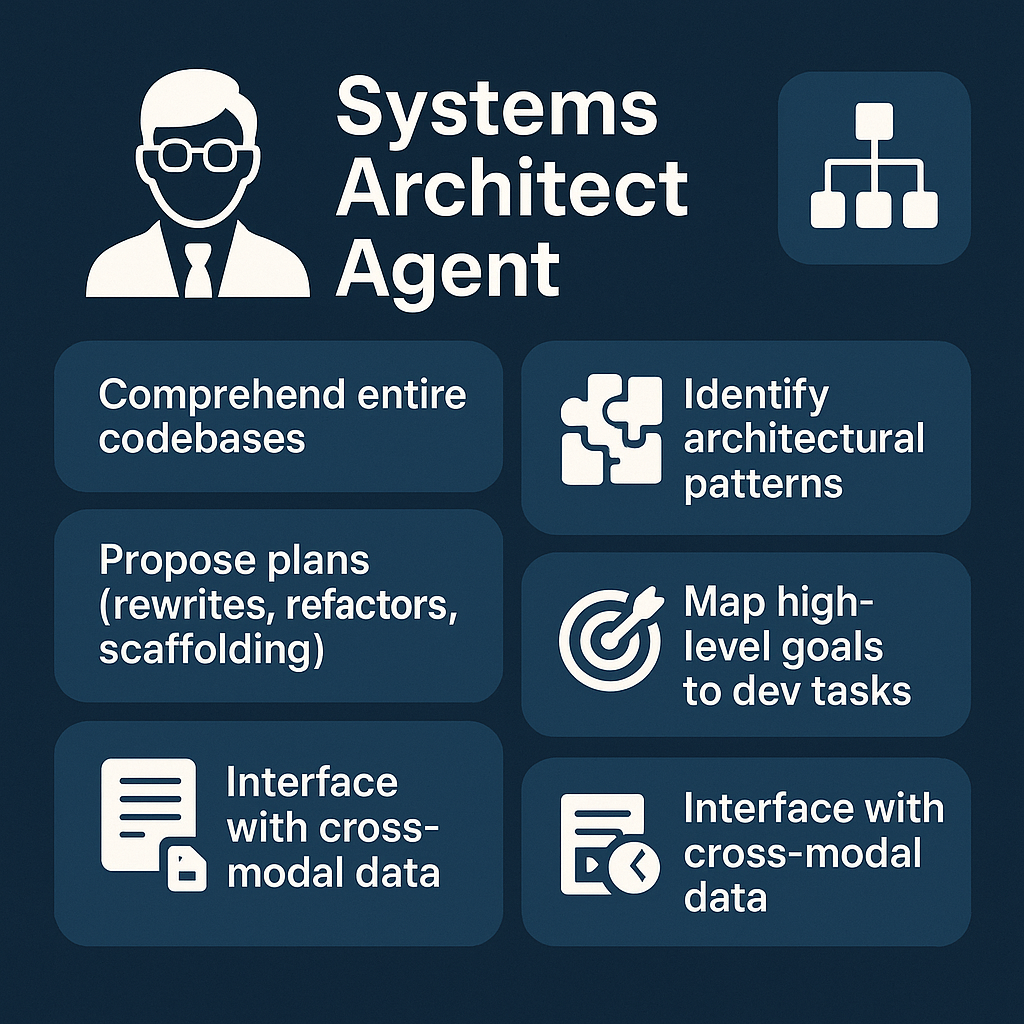 Systems
Architect
Agent
Comprehend entire
codebases
Identify
architectural
patterns
Propose plans
(rewrites, refactors,
scaffolding)
Map high-
level goals
to dev tasks
Interface
with cross-
modal data
Interface with
cross-modal
data